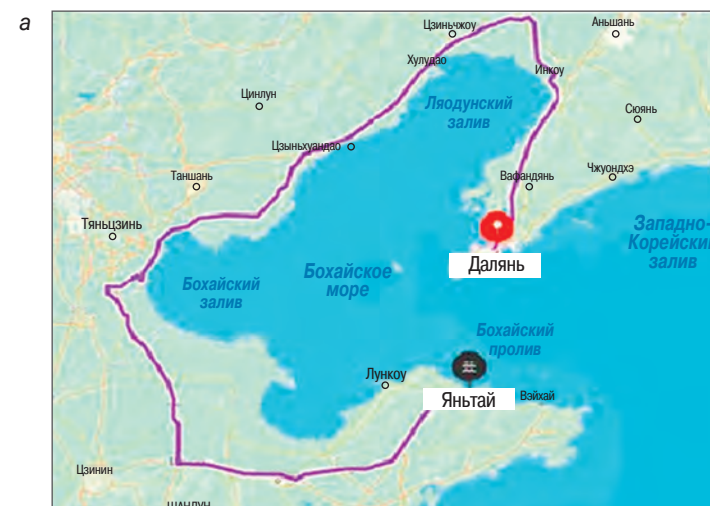 а
Цзиньчжоу
Аньшань
Хулудао
Инкоу
Цинлун
Ляодунский
залив
Сюянь
Цзыньхуандао
Таншань
Вафандянь
Чжуондхэ
Тяньцзинь
Западно-
Корейский
залив
Далянь
Бохайский
залив
Бохайское
море
Бохайский
пролив
Лункоу
Яньтай
Вэйхай
Цзинин